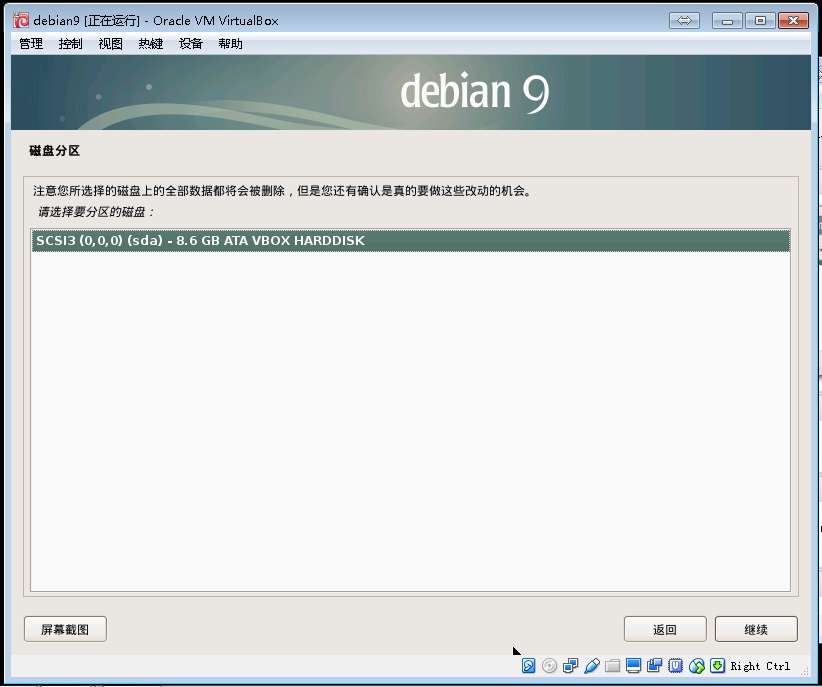 debian9 [正在运行] - Oracle VM VirtualBox
管理 控制 视图 热键 设备 帮助
debian 9
磁盘分区
注意您所选择的磁盘上的全部数据都将会被删除，但是您还有确认是真的要做这些改动的机会。
请选择要分区的磁盘：
SCSI3 (0,0,0) (sda) - 8.6 GB ATA VBOX HARDDISK
屏幕截图 返回 继续
Right Ctrl